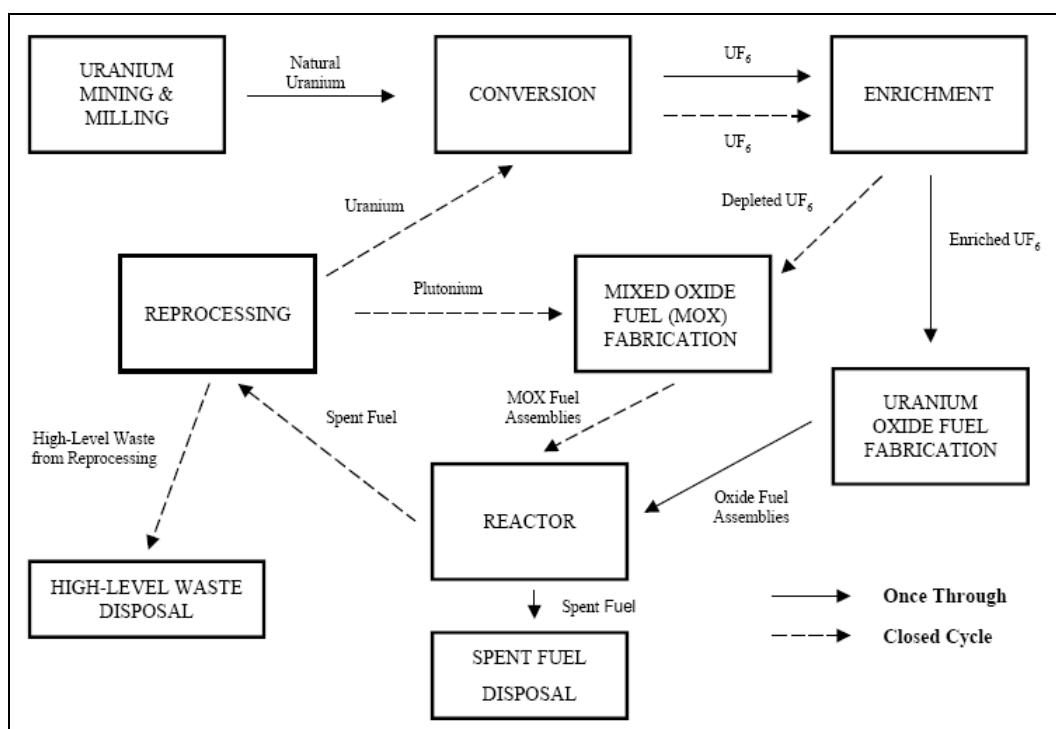 URANIUM
MINING &
MILLING
Natural
Uranium
CONVERSION
UF6
UF6
ENRICHMENT
Uranium
Depleted UF6
Enriched UF6
REPROCESSING
Plutonium
MIXED OXIDE
FUEL (MOX)
FABRICATION
Spent Fuel
MOX Fuel
Assemblies
URANIUM
OXIDE FUEL
FABRICATION
High-Level Waste
from Reprocessing
REACTOR
Oxide Fuel
Assemblies
HIGH-LEVEL WASTE
DISPOSAL
Spent Fuel
SPENT FUEL
DISPOSAL
Once Through
Closed Cycle